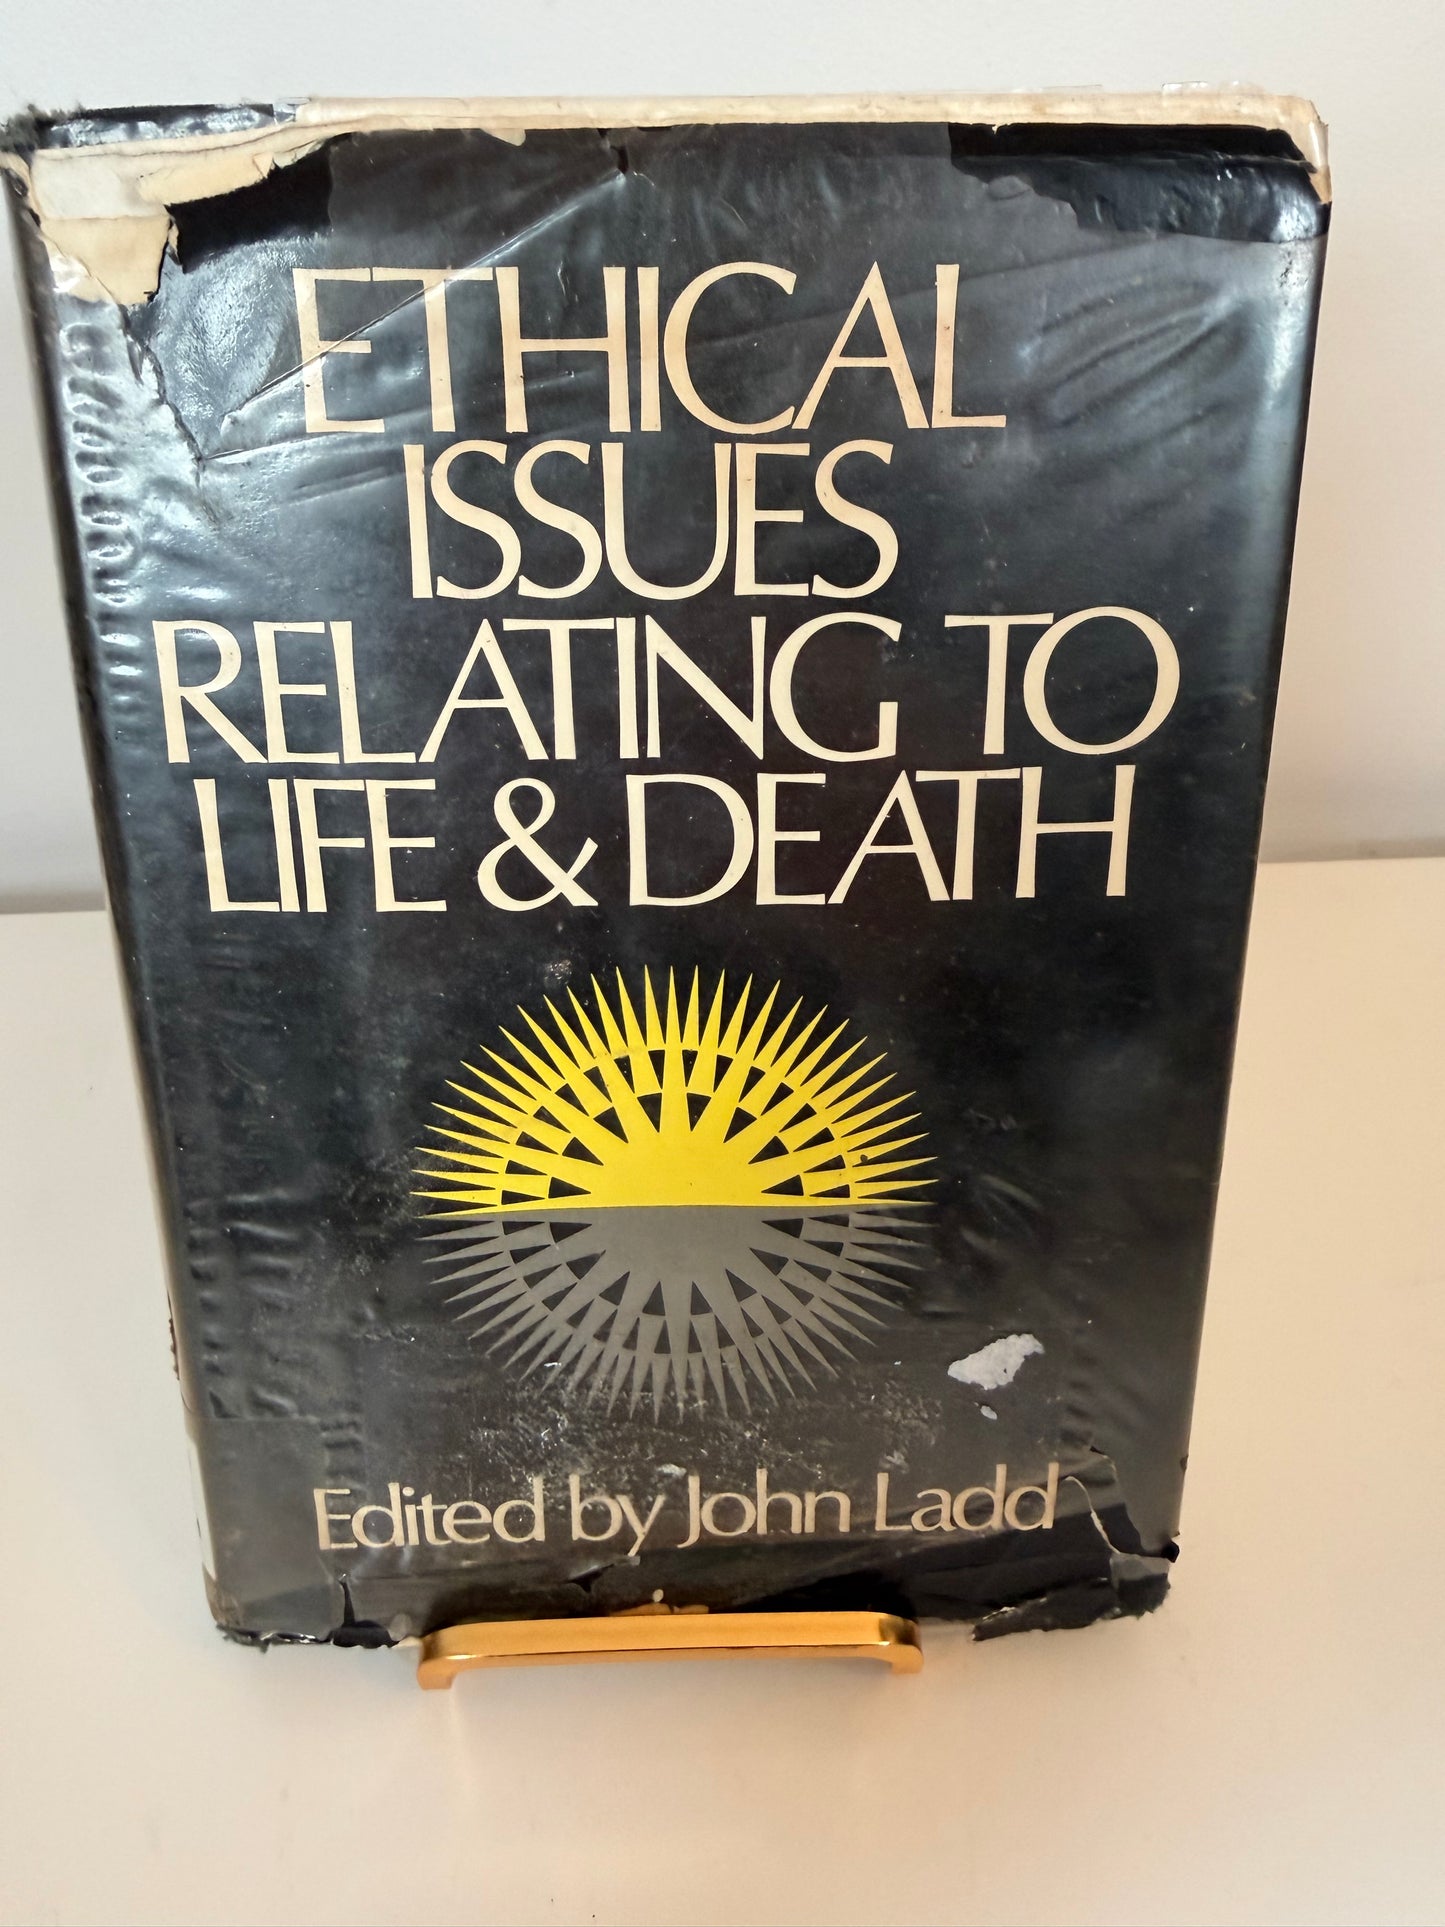 ETHICAL
ISSUES
RELATING TO
LIFE & DEATH
Edited by John Ladd